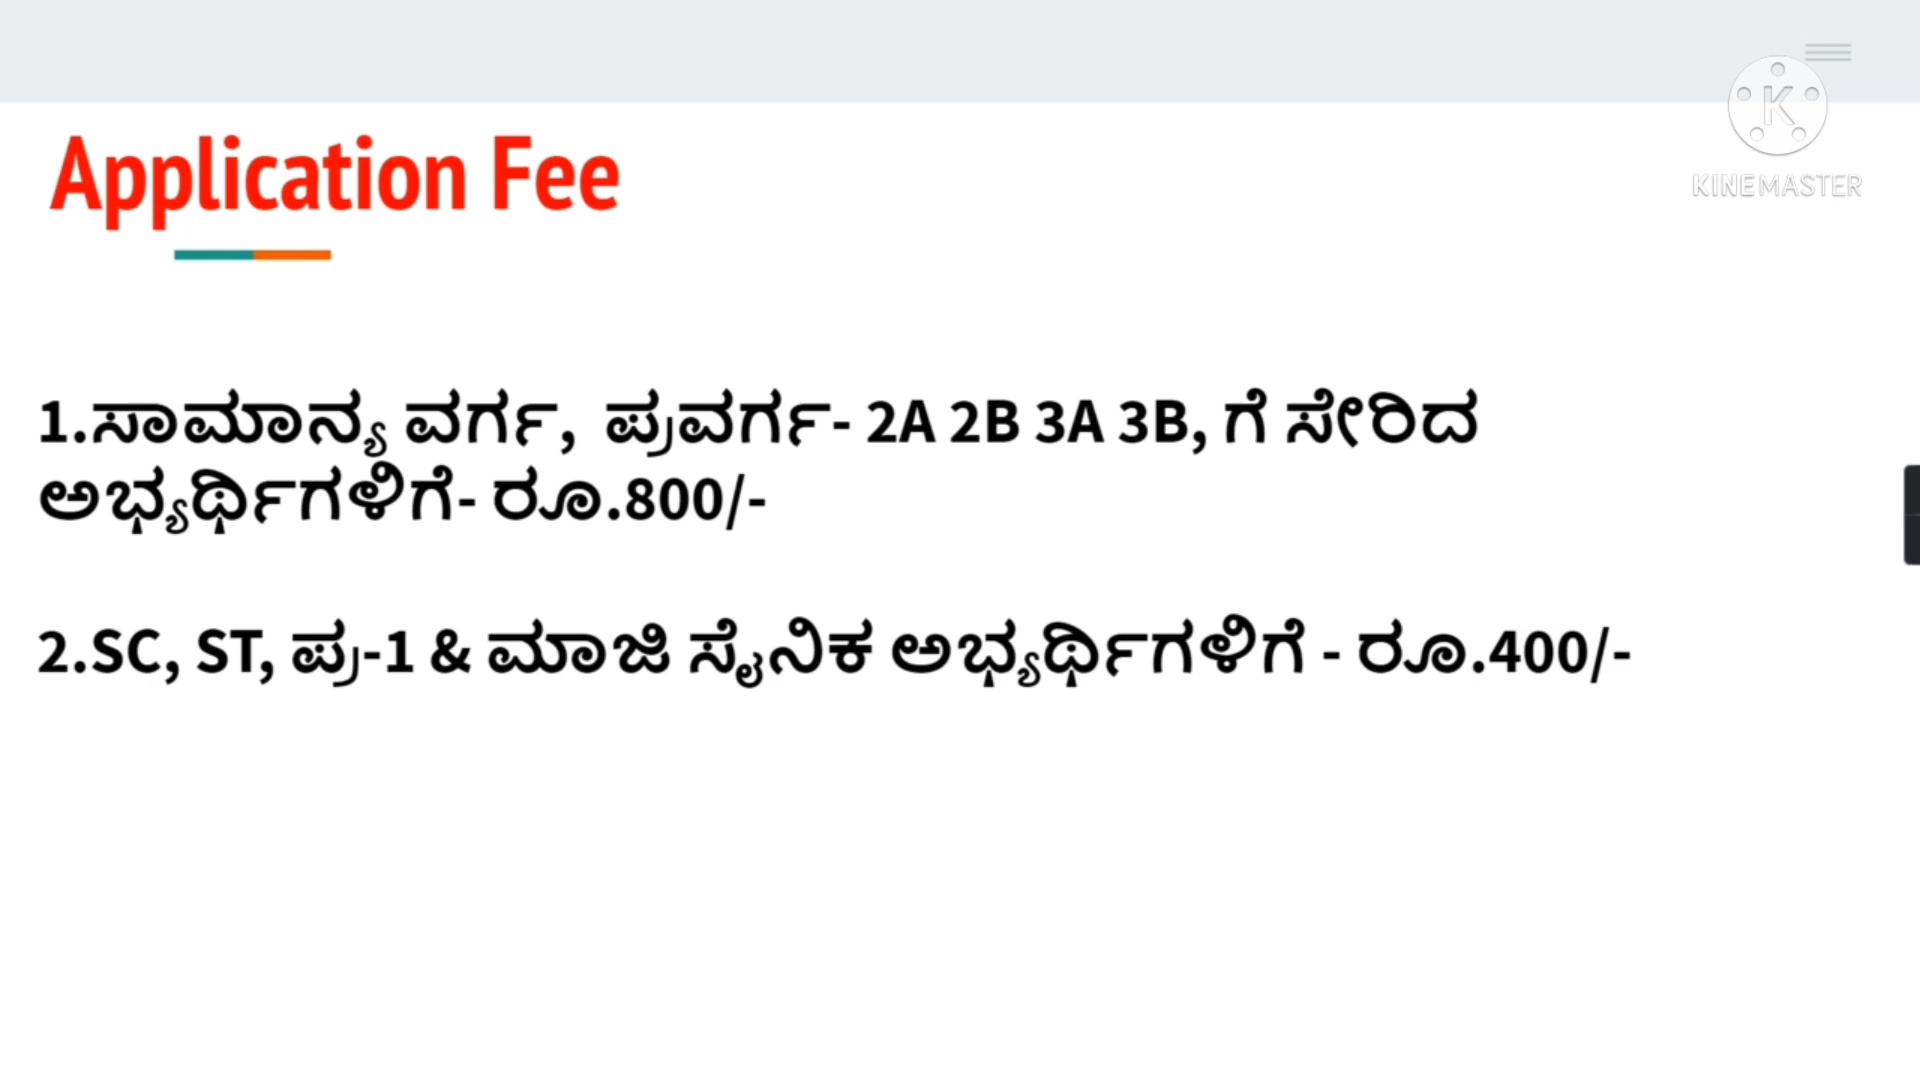 K
KINEMASTER
Application Fee
1.ಸಾಮಾನ್ಯ ವರ್ಗ, ಪ್ರವರ್ಗ- 2A 2B 3A 3B, ಗೆ ಸೇರಿದ
ಅಭ್ಯರ್ಥಿಗಳಿಗೆ- ರೂ.800/-
2.SC, ST, ಪ್ರ-1 & ಮಾಜಿ ಸೈನಿಕ ಅಭ್ಯರ್ಥಿಗಳಿಗೆ - ರೂ.400/-